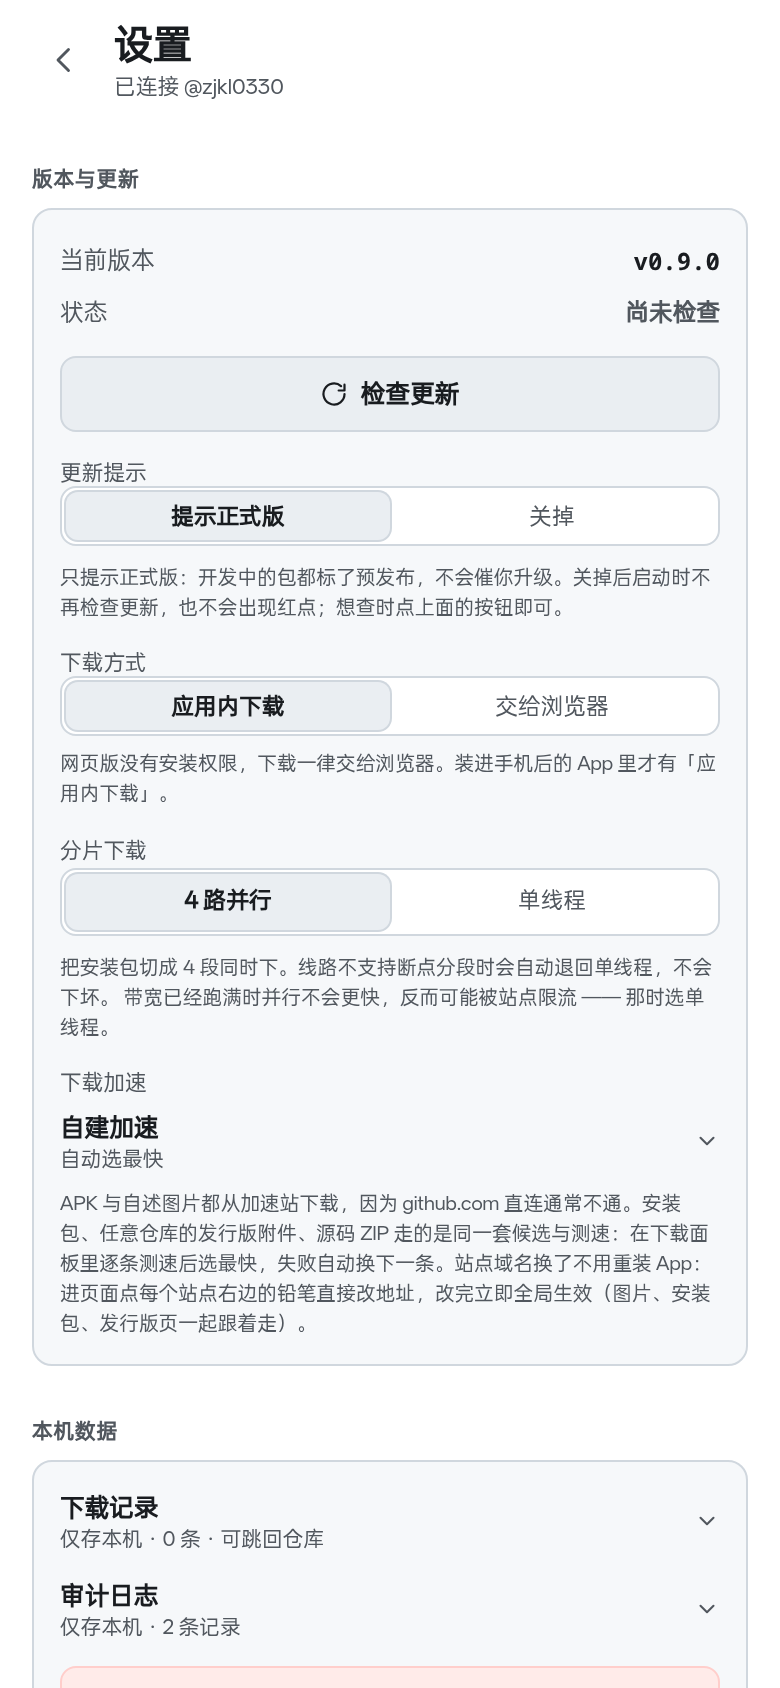 设置
已连接 @zjkl0330
版本与更新
当前版本
v0.9.0
状态
尚未检查
检查更新
更新提示
提示正式版
关掉
只提示正式版：开发中的包都标了预发布，不会催你升级。关掉后启动时不
再检查更新，也不会出现红点；想查时点上面的按钮即可。
下载方式
应用内下载
交给浏览器
网页版没有安装权限，下载一律交给浏览器。装进手机后的 App 里才有「应
用内下载」。
分片下载
4 路并行
单线程
把安装包切成 4 段同时下。线路不支持断点分段时会自动退回单线程，不会
下坏。 带宽已经跑满时并行不会更快，反而可能被站点限流 —— 那时选单
线程。
下载加速
自建加速
自动选最快
APK 与自述图片都从加速站下载，因为 github.com 直连通常不通。安装
包、任意仓库的发行版附件、源码 ZIP 走的是同一套候选与测速：在下载面
板里逐条测速后选最快，失败自动换下一条。站点域名换了不用重装 App：
进页面点每个站点右边的铅笔直接改地址，改完立即全局生效（图片、安装
包、发行版页一起跟着走）。
本机数据
下载记录
仅存本机 · 0 条 · 可跳回仓库
审计日志
仅存本机 · 2 条记录